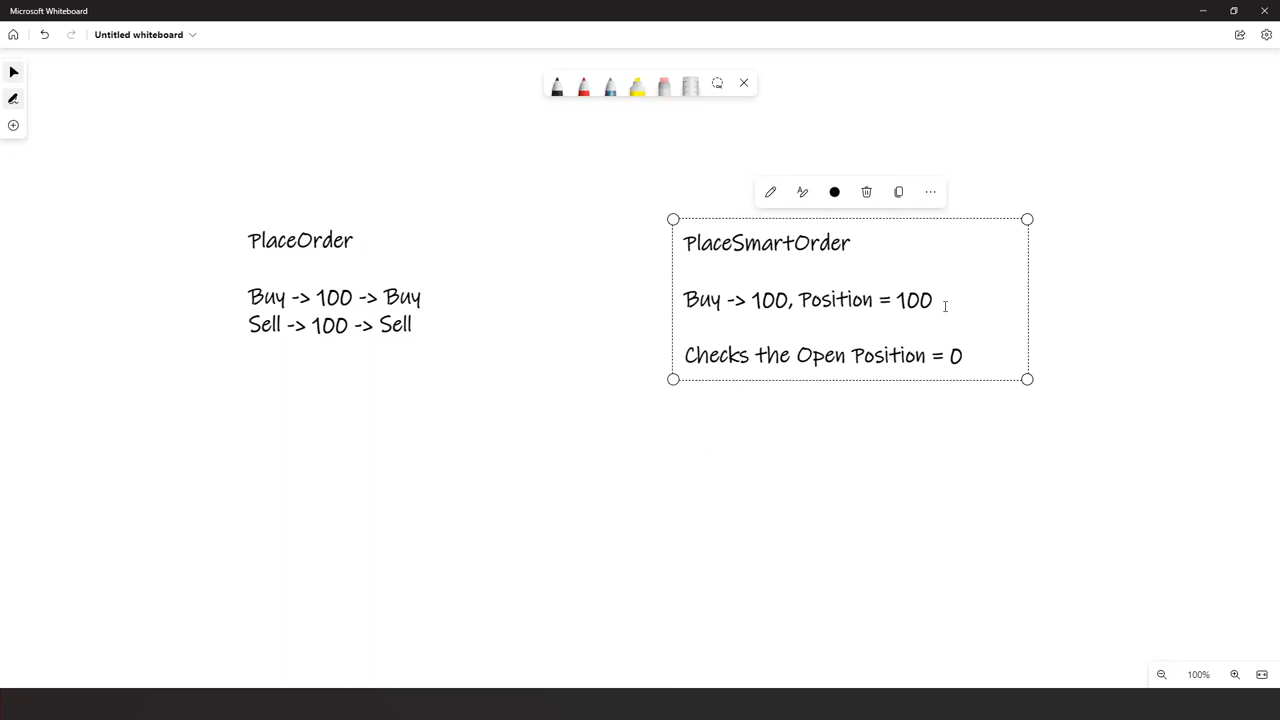 Microsoft Whiteboard
Untitled whiteboard
PlaceOrder
Buy -> 100 -> Buy
Sell -> 100 -> Sell
PlaceSmartOrder
Buy -> 100, Position = 100
Checks the Open Position = 0
100%